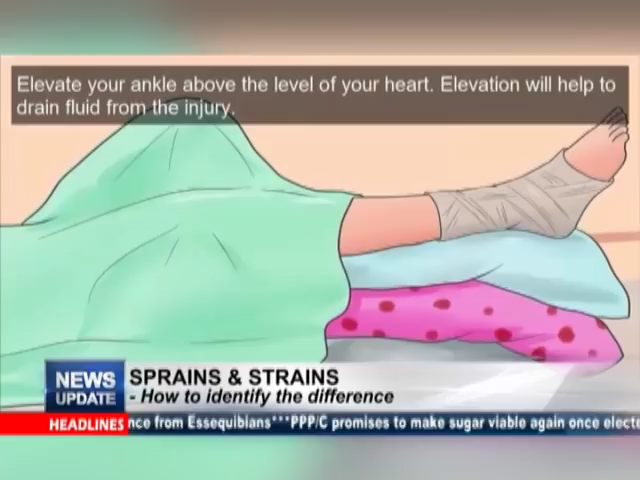 Elevate your ankle above the level of your heart. Elevation will help to
drain fluid from the injury.
NEWS
UPDATE
SPRAINS & STRAINS
- How to identify the difference
HEADLINES
from Essequibians***PPP/C promises to make sugar viable again once